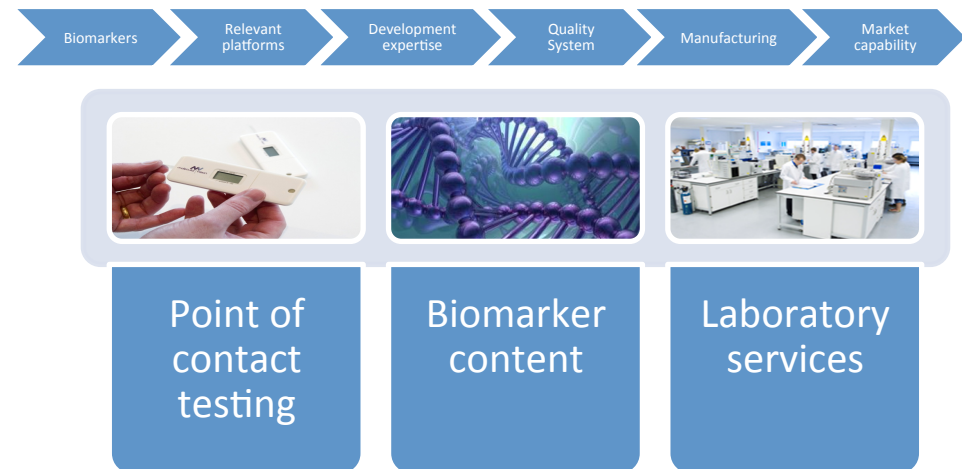 Biomarkers
Relevant
platforms
Development
expertise
Quality
System
Manufacturing
Market
capability
Point of
contact
testing
Biomarker
content
Laboratory
services